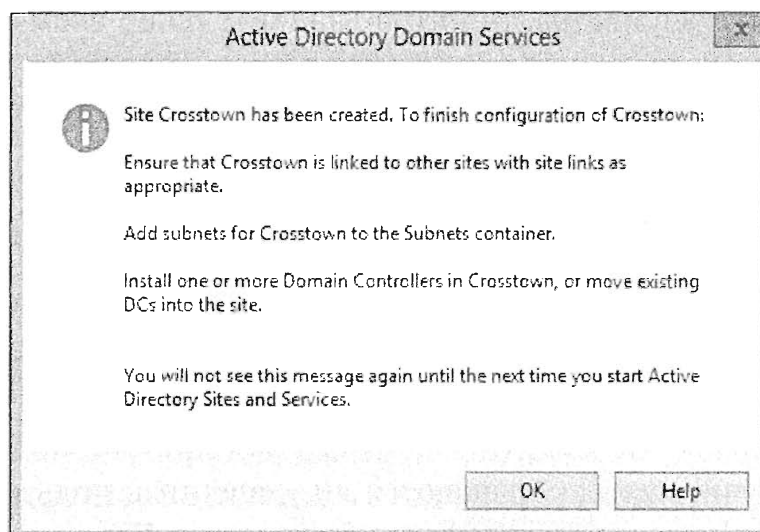 Active Directory Domain Services
x
Site Crosstown has been created. To finish configuration of Crosstown:
Ensure that Crosstown is linked to other sites with site links as
appropriate.
Add subnets for Crosstown to the Subnets container.
Install one or more Domain Controllers in Crosstown, or move existing
DCs into the site.
You will not see this message again until the next time you start Active
Directory Sites and Services.
OK
Help